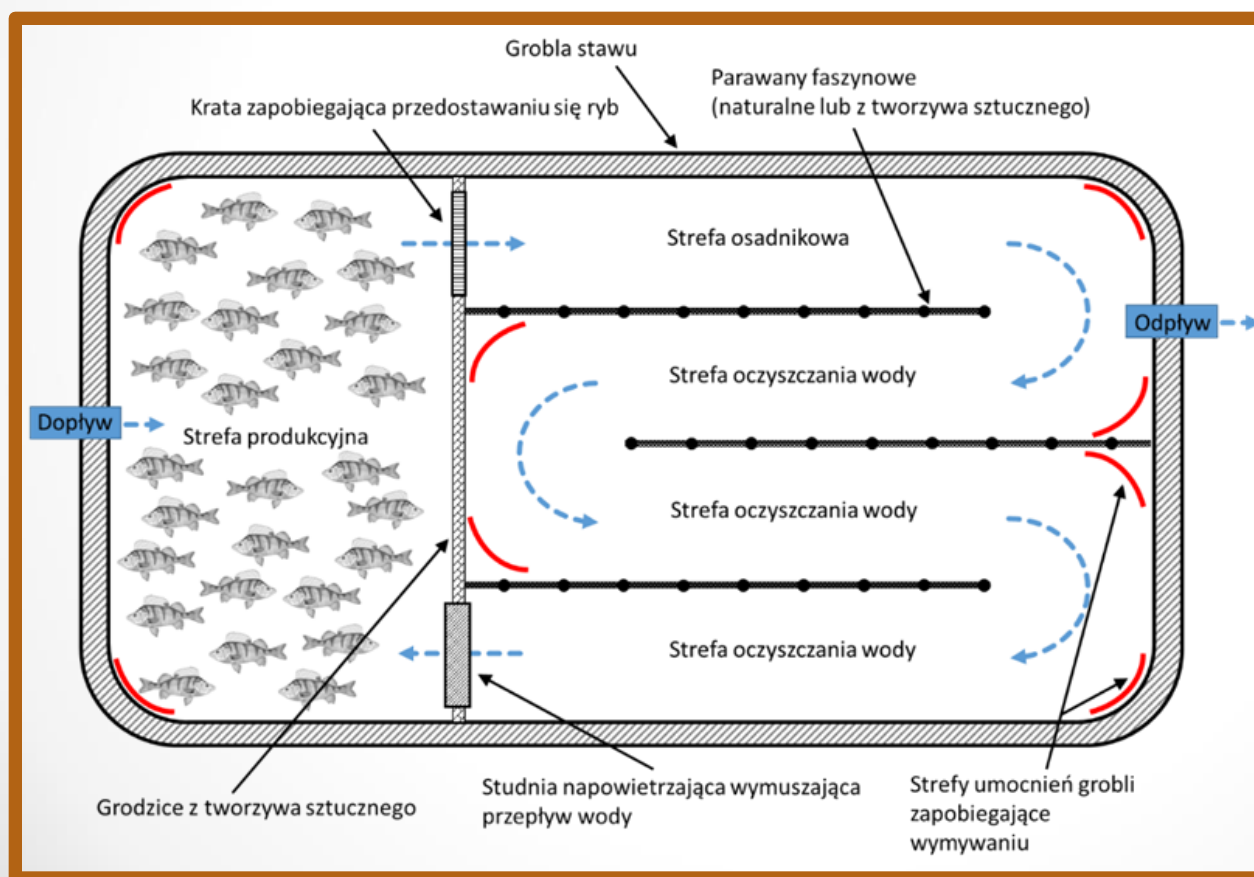 Grobla stawu
Parawany faszynowe
(naturalne lub z tworzywa sztucznego)
Krata zapobiegająca przedostawaniu się ryb
Strefa osadnikowa
Odpływ
Strefa oczyszczania wody
Dopływ
Strefa produkcyjna
Strefa oczyszczania wody
Strefa oczyszczania wody
Grodzice z tworzywa sztucznego
Studnia napowietrzająca wymuszająca
przepływ wody
Strefy umocnień grobli
zapobiegające
wymywaniu